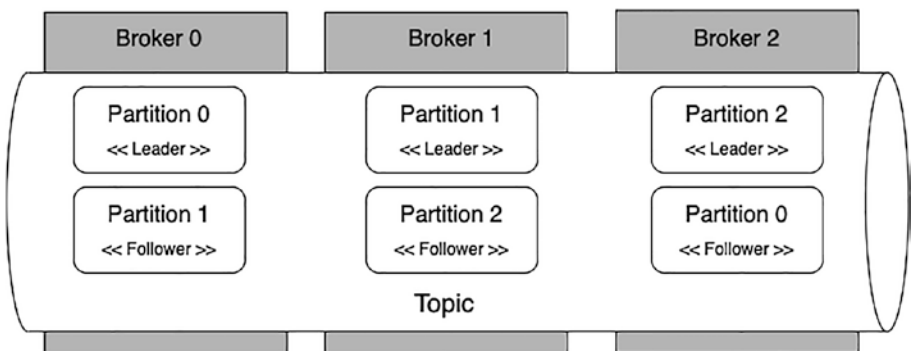 Broker 0
Broker 1
Broker 2
Partition 0
<< Leader >>
Partition 1
<< Leader >>
Partition 2
<< Leader >>
Partition 1
<< Follower >>
Partition 2
<< Follower >>
Partition 0
<< Follower >>
Topic